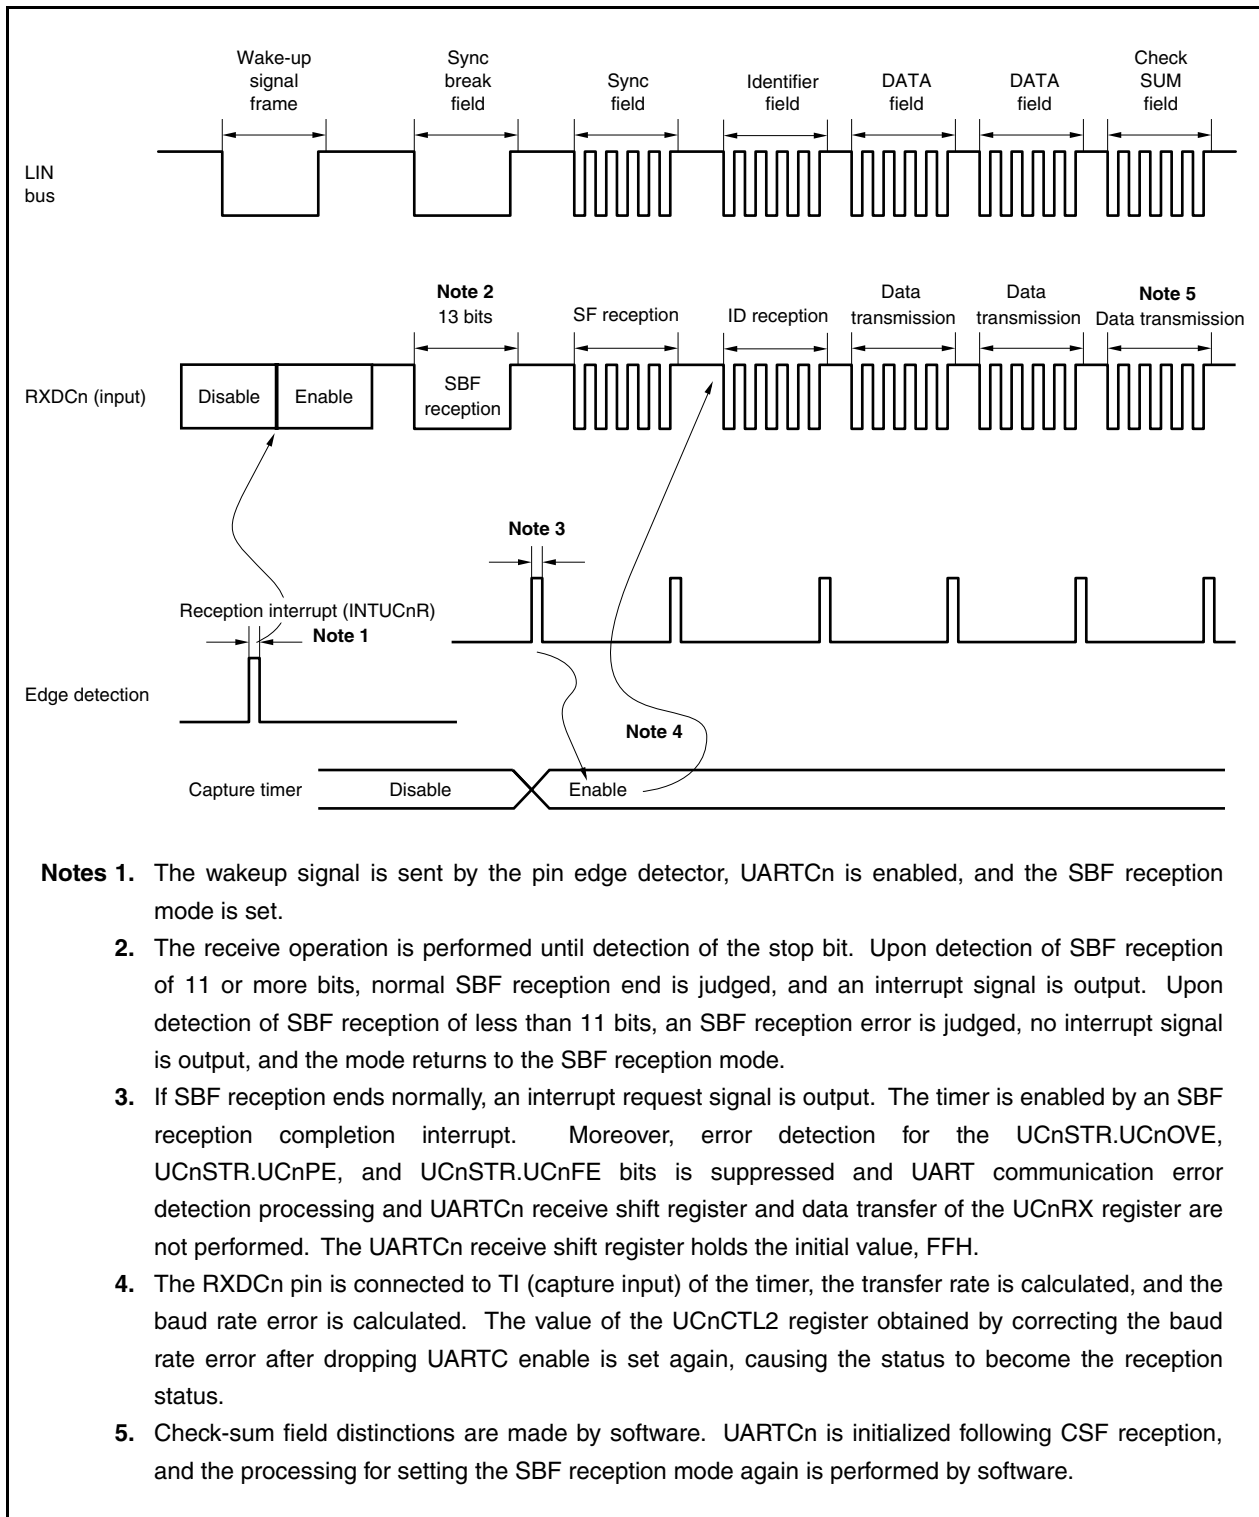 Wake-up
signal
frame
Sync
break
field
Sync
field
Identifier
field
DATA
field
DATA
field
Check
SUM
field
LIN
bus
Note 2
13 bits
SF reception
ID reception
Data
transmission
Data
transmission
Note 5
Data transmission
RXDCn (input)
Disable
Enable
SBF
reception
Note 3
Reception interrupt (INTUCnR)
Note 1
Edge detection
Note 4
Capture timer
Disable
Enable
Notes 1. The wakeup signal is sent by the pin edge detector, UARTCn is enabled, and the SBF reception
mode is set.
2. The receive operation is performed until detection of the stop bit. Upon detection of SBF reception
of 11 or more bits, normal SBF reception end is judged, and an interrupt signal is output. Upon
detection of SBF reception of less than 11 bits, an SBF reception error is judged, no interrupt signal
is output, and the mode returns to the SBF reception mode.
3. If SBF reception ends normally, an interrupt request signal is output. The timer is enabled by an SBF
reception completion interrupt. Moreover, error detection for the UCnSTR.UCnOVE,
UCnSTR.UCnPE, and UCnSTR.UCnFE bits is suppressed and UART communication error
detection processing and UARTCn receive shift register and data transfer of the UCnRX register are
not performed. The UARTCn receive shift register holds the initial value, FFH.
4. The RXDCn pin is connected to TI (capture input) of the timer, the transfer rate is calculated, and the
baud rate error is calculated. The value of the UCnCTL2 register obtained by correcting the baud
rate error after dropping UARTC enable is set again, causing the status to become the reception
status.
5. Check-sum field distinctions are made by software. UARTCn is initialized following CSF reception,
and the processing for setting the SBF reception mode again is performed by software.